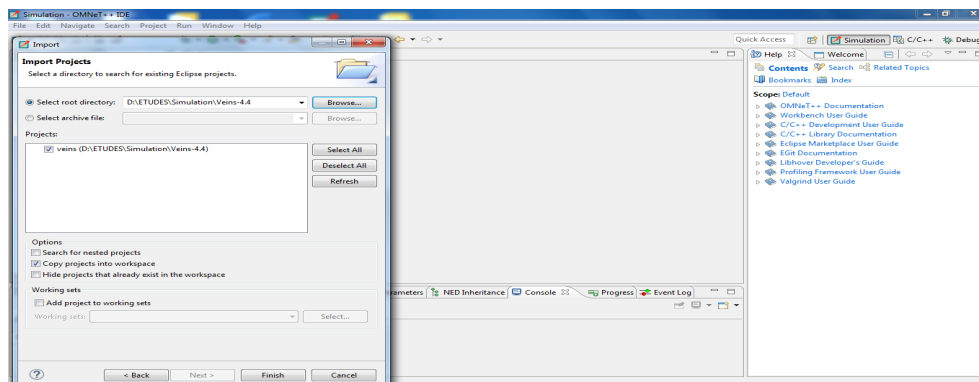 Simulation - OMNeT++ IDE
File Edit Navigate Search Project Run Window Help
Quick Access
Simulation
C/C++
Debug
Import
Import Projects
Select a directory to search for existing Eclipse projects.
Select root directory: D:\ETUDES\Simulation\Veins-4.4 Browse...
Select archive file: Browse...
Projects:
veins (D:\ETUDES\Simulation\Veins-4.4)
Select All
Deselect All
Refresh
Options
Search for nested projects
Copy projects into workspace
Hide projects that already exist in the workspace
Working sets
Add project to working sets
Working sets: Select...
< Back Next > Finish Cancel
rameters NED Inheritance Console Progress Event Log
Help Welcome
Contents Search Related Topics
Bookmarks Index
Scope: Default
OMNeT++ Documentation
Workbench User Guide
C/C++ Development User Guide
C/C++ Library Documentation
Eclipse Marketplace User Guide
EGit Documentation
Libhover Developer's Guide
Profiling Framework User Guide
Valgrind User Guide